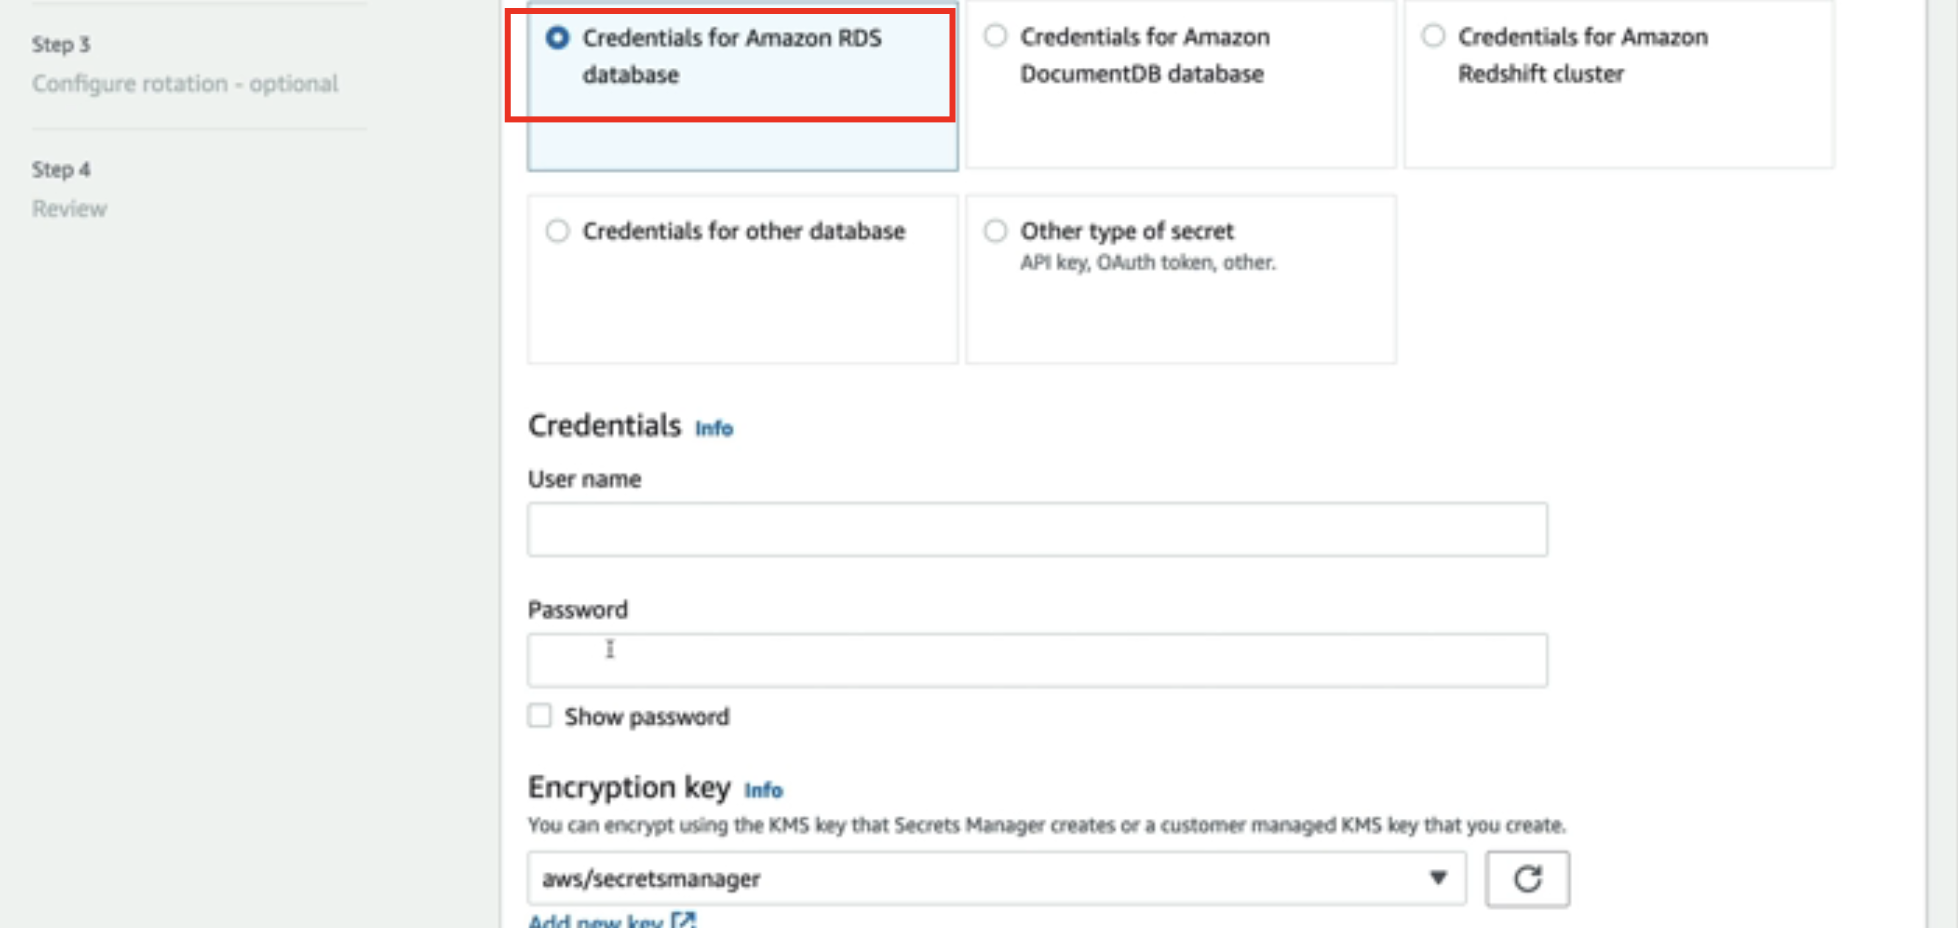 Step 3
Configure rotation - optional
Step 4
Review
Credentials for Amazon RDS
database
Credentials for Amazon
DocumentDB database
Credentials for Amazon
Redshift cluster
Credentials for other database
Other type of secret
API key, OAuth token, other.
Credentials Info
User name
Password
Show password
Encryption key Info
You can encrypt using the KMS key that Secrets Manager creates or a customer managed KMS key that you create.
aws/secretsmanager
Add new key